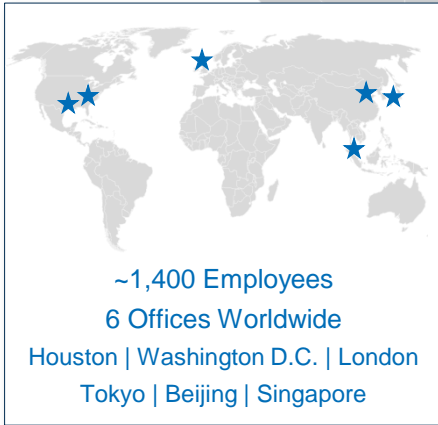 ~1,400 Employees
6 Offices Worldwide
Houston | Washington D.C. | London
Tokyo | Beijing | Singapore